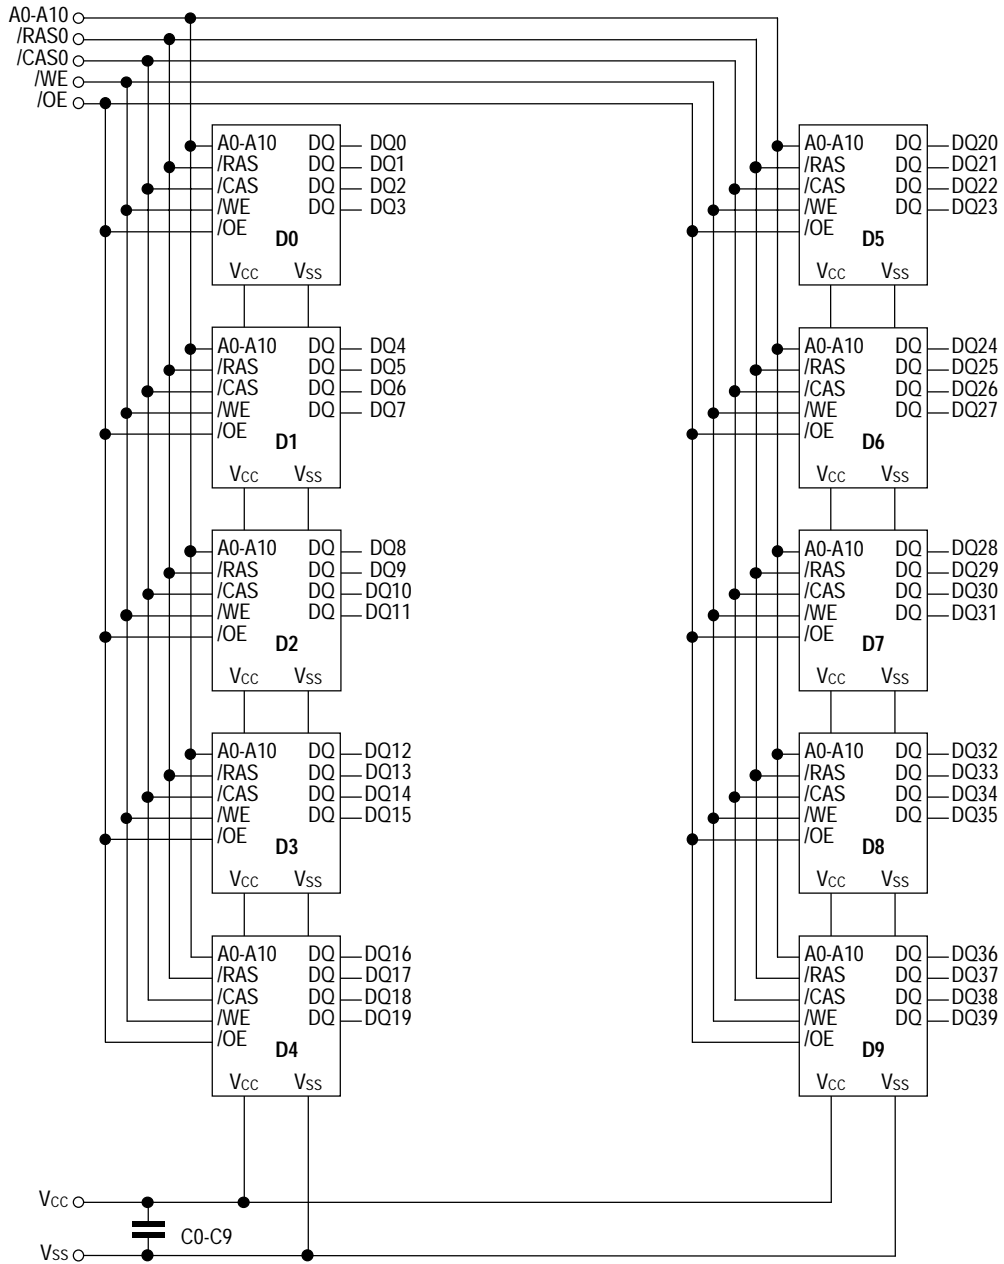 A0-A10
/RAS0
/CAS0
/WE
/OE
A0-A10 DQ DQ0
/RAS DQ DQ1
/CAS DQ DQ2
/WE DQ DQ3
/OE
D0
VCC VSS
A0-A10 DQ DQ4
/RAS DQ DQ5
/CAS DQ DQ6
/WE DQ DQ7
/OE
D1
VCC VSS
A0-A10 DQ DQ8
/RAS DQ DQ9
/CAS DQ DQ10
/WE DQ DQ11
/OE
D2
VCC VSS
A0-A10 DQ DQ12
/RAS DQ DQ13
/CAS DQ DQ14
/WE DQ DQ15
/OE
D3
VCC VSS
A0-A10 DQ DQ16
/RAS DQ DQ17
/CAS DQ DQ18
/WE DQ DQ19
/OE
D4
VCC VSS
A0-A10 DQ DQ20
/RAS DQ DQ21
/CAS DQ DQ22
/WE DQ DQ23
/OE
D5
VCC VSS
A0-A10 DQ DQ24
/RAS DQ DQ25
/CAS DQ DQ26
/WE DQ DQ27
/OE
D6
VCC VSS
A0-A10 DQ DQ28
/RAS DQ DQ29
/CAS DQ DQ30
/WE DQ DQ31
/OE
D7
VCC VSS
A0-A10 DQ DQ32
/RAS DQ DQ33
/CAS DQ DQ34
/WE DQ DQ35
/OE
D8
VCC VSS
A0-A10 DQ DQ36
/RAS DQ DQ37
/CAS DQ DQ38
/WE DQ DQ39
/OE
D9
VCC VSS
VCC
C0-C9
VSS